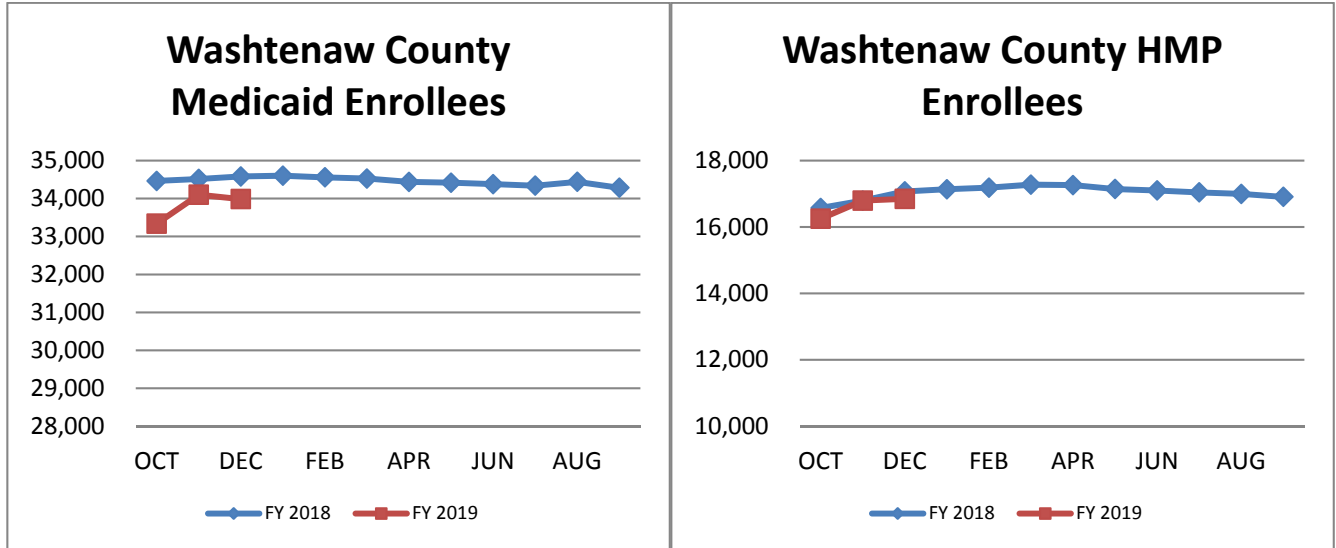 Washtenaw County
Medicaid Enrollees
35,000
34,000
33,000
32,000
31,000
30,000
29,000
28,000
OCT DEC FEB APR JUN AUG
FY 2018 FY 2019
Washtenaw County HMP
Enrollees
18,000
16,000
14,000
12,000
10,000
OCT DEC FEB APR JUN AUG
FY 2018 FY 2019